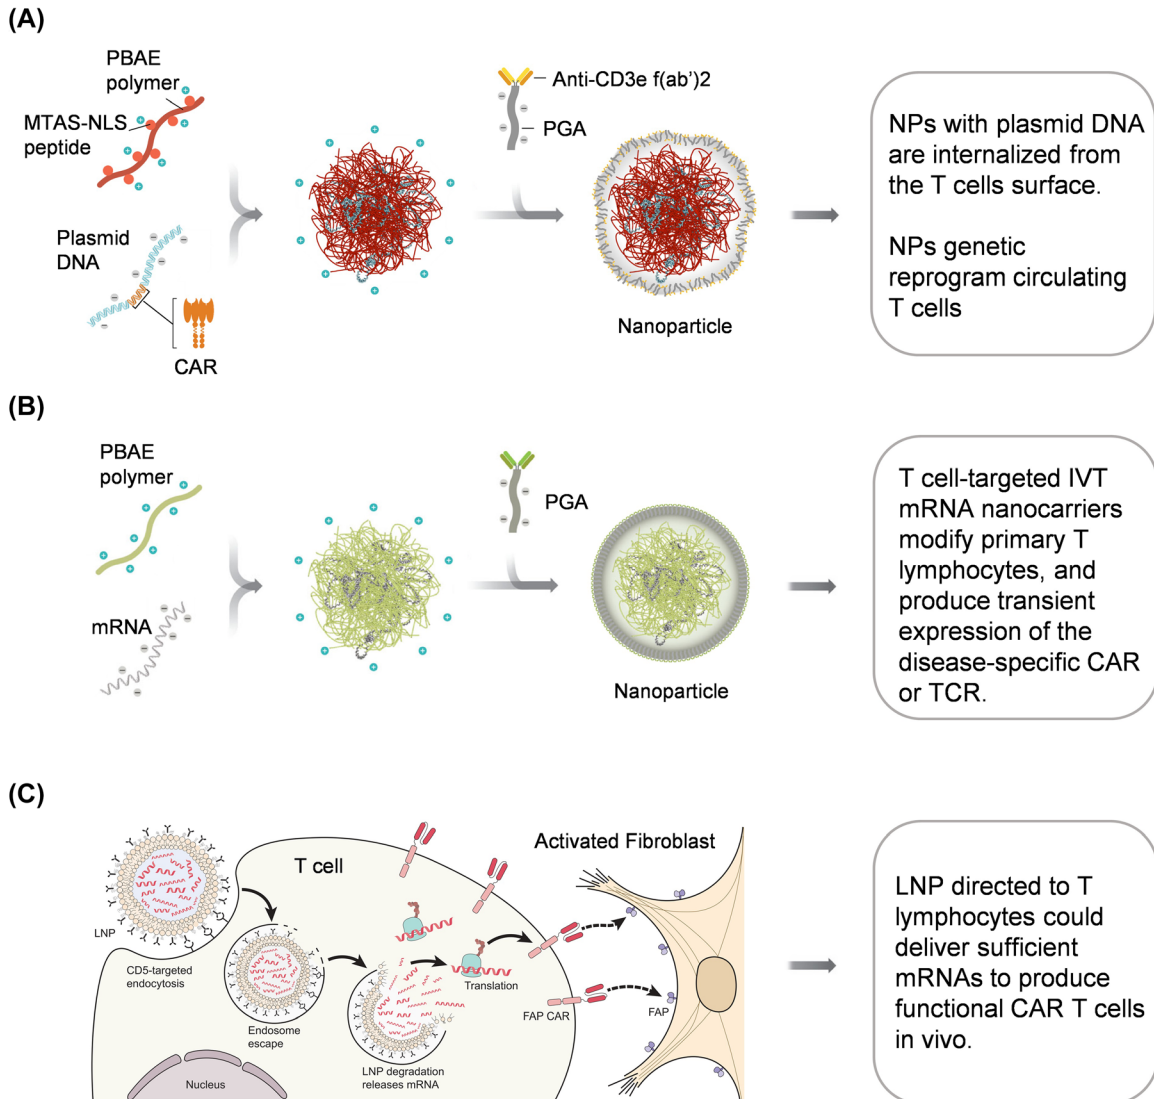 (A)
PBAE
polymer
MTAS-NLS
peptide
Plasmid
DNA
CAR
Anti-CD3e f(ab')2
PGA
Nanoparticle
NPs with plasmid DNA
are internalized from
the T cells surface.
NPs genetic
reprogram circulating
T cells
(B)
PBAE
polymer
mRNA
PGA
Nanoparticle
T cell-targeted IVT
mRNA nanocarriers
modify primary T
lymphocytes, and
produce transient
expression of the
disease-specific CAR
or TCR.
(C)
LNP
CD5-targeted
endocytosis
T cell
Endosome
escape
LNP degradation
releases mRNA
Translation
Nucleus
FAP CAR
Activated Fibroblast
FAP
LNP directed to T
lymphocytes could
deliver sufficient
mRNAs to produce
functional CAR T cells
in vivo.